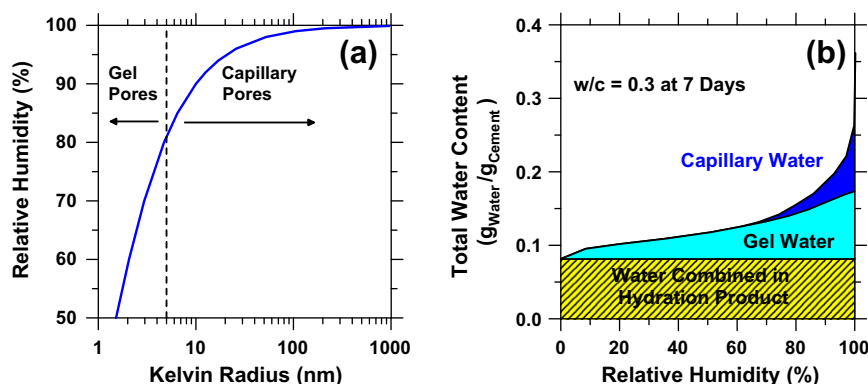 (a)
Relative Humidity (%)
100
90
80
70
60
50
Gel
Pores
Capillary
Pores
1
10
100
1000
Kelvin Radius (nm)
(b)
Total Water Content
(gWater/gCement)
0.4
0.3
0.2
0.1
0.0
w/c = 0.3 at 7 Days
Capillary Water
Gel Water
Water Combined in
Hydration Product
0
20
40
60
80
100
Relative Humidity (%)